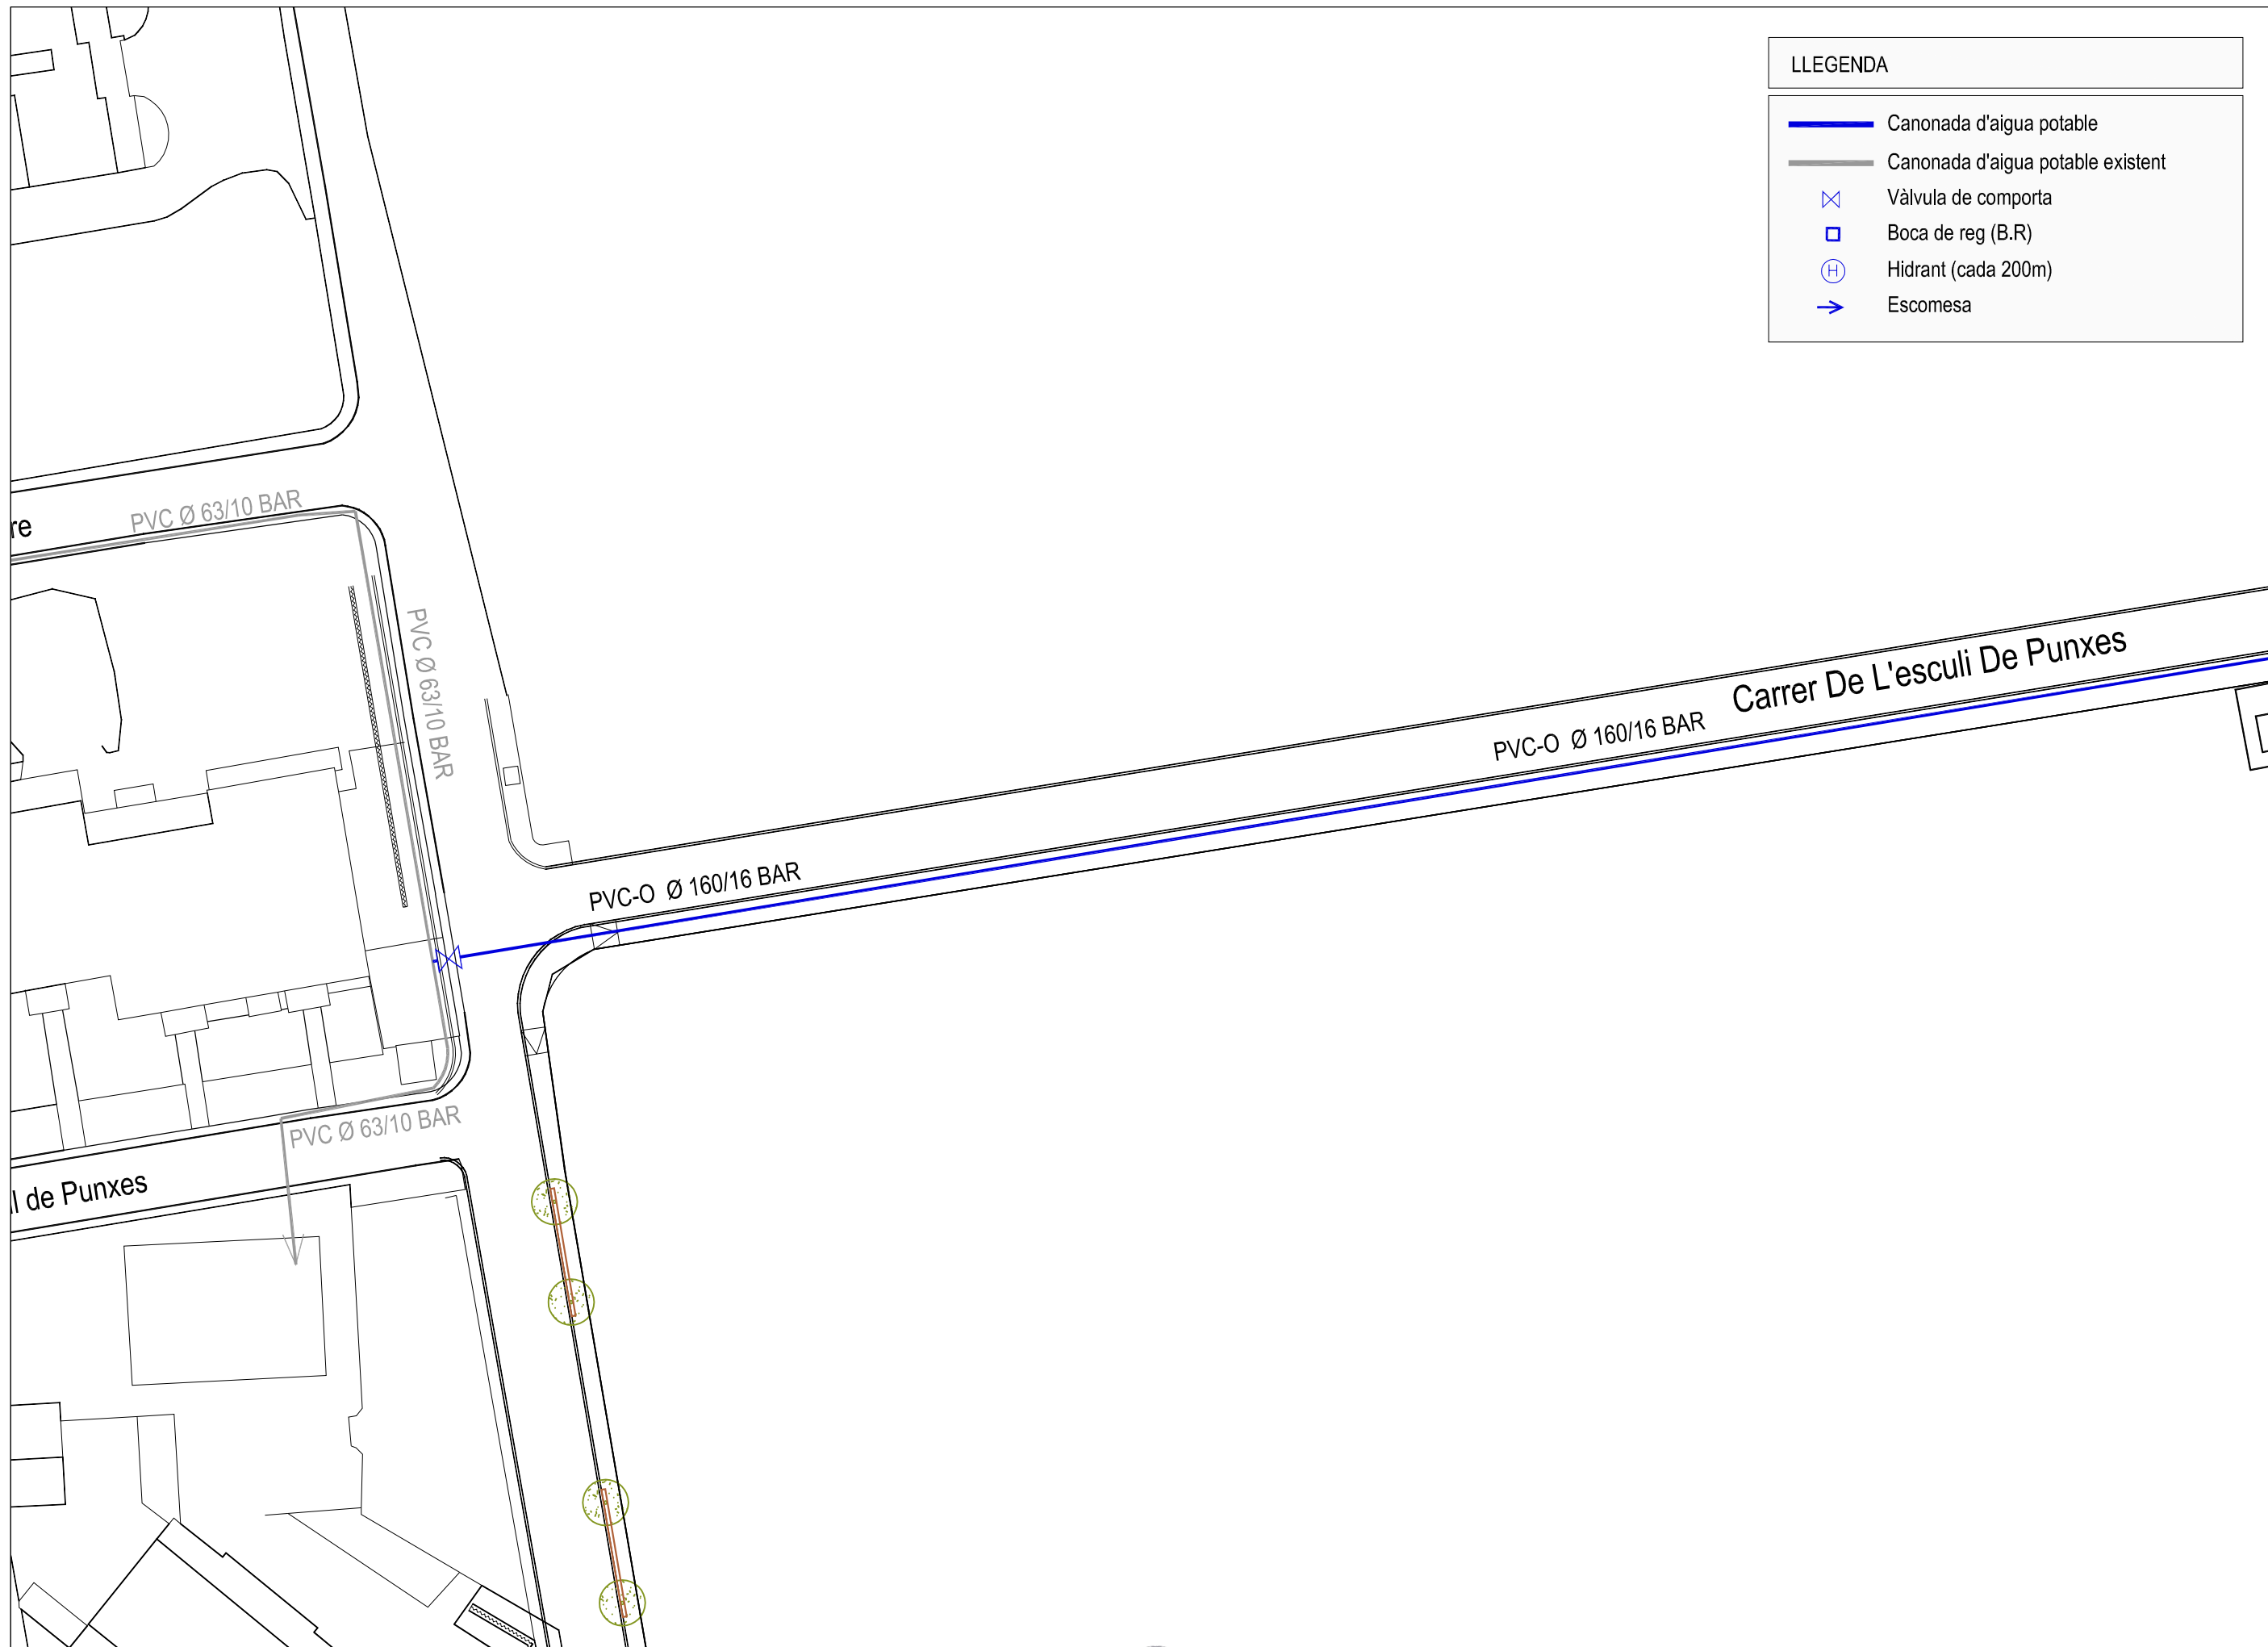 LLEGENDA
Canonada d'aigua potable
Canonada d'aigua potable existent
Vàlvula de comporta
Boca de reg (B.R)
H Hidrant (cada 200m)
Escomesa
PVC Ø 63/10 BAR
re
PVC Ø 63/10 BAR
Carrer De L'esculi De Punxes
PVC-O Ø 160/16 BAR
PVC-O Ø 160/16 BAR
PVC Ø 63/10 BAR
l de Punxes